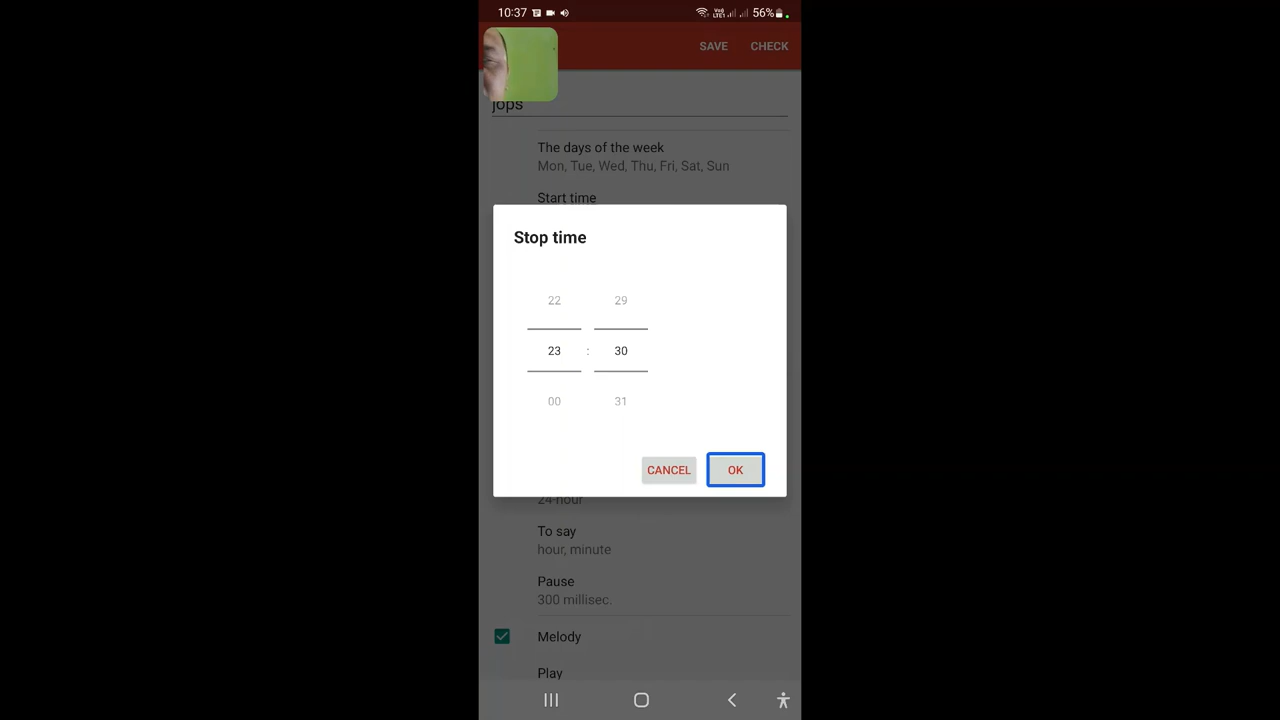 10:37 56%
SAVE CHECK
jops
The days of the week
Mon, Tue, Wed, Thu, Fri, Sat, Sun
Start time
Stop time
22 29
23 : 30
00 31
CANCEL OK
24-hour
To say
hour, minute
Pause
300 millisec.
Melody
Play